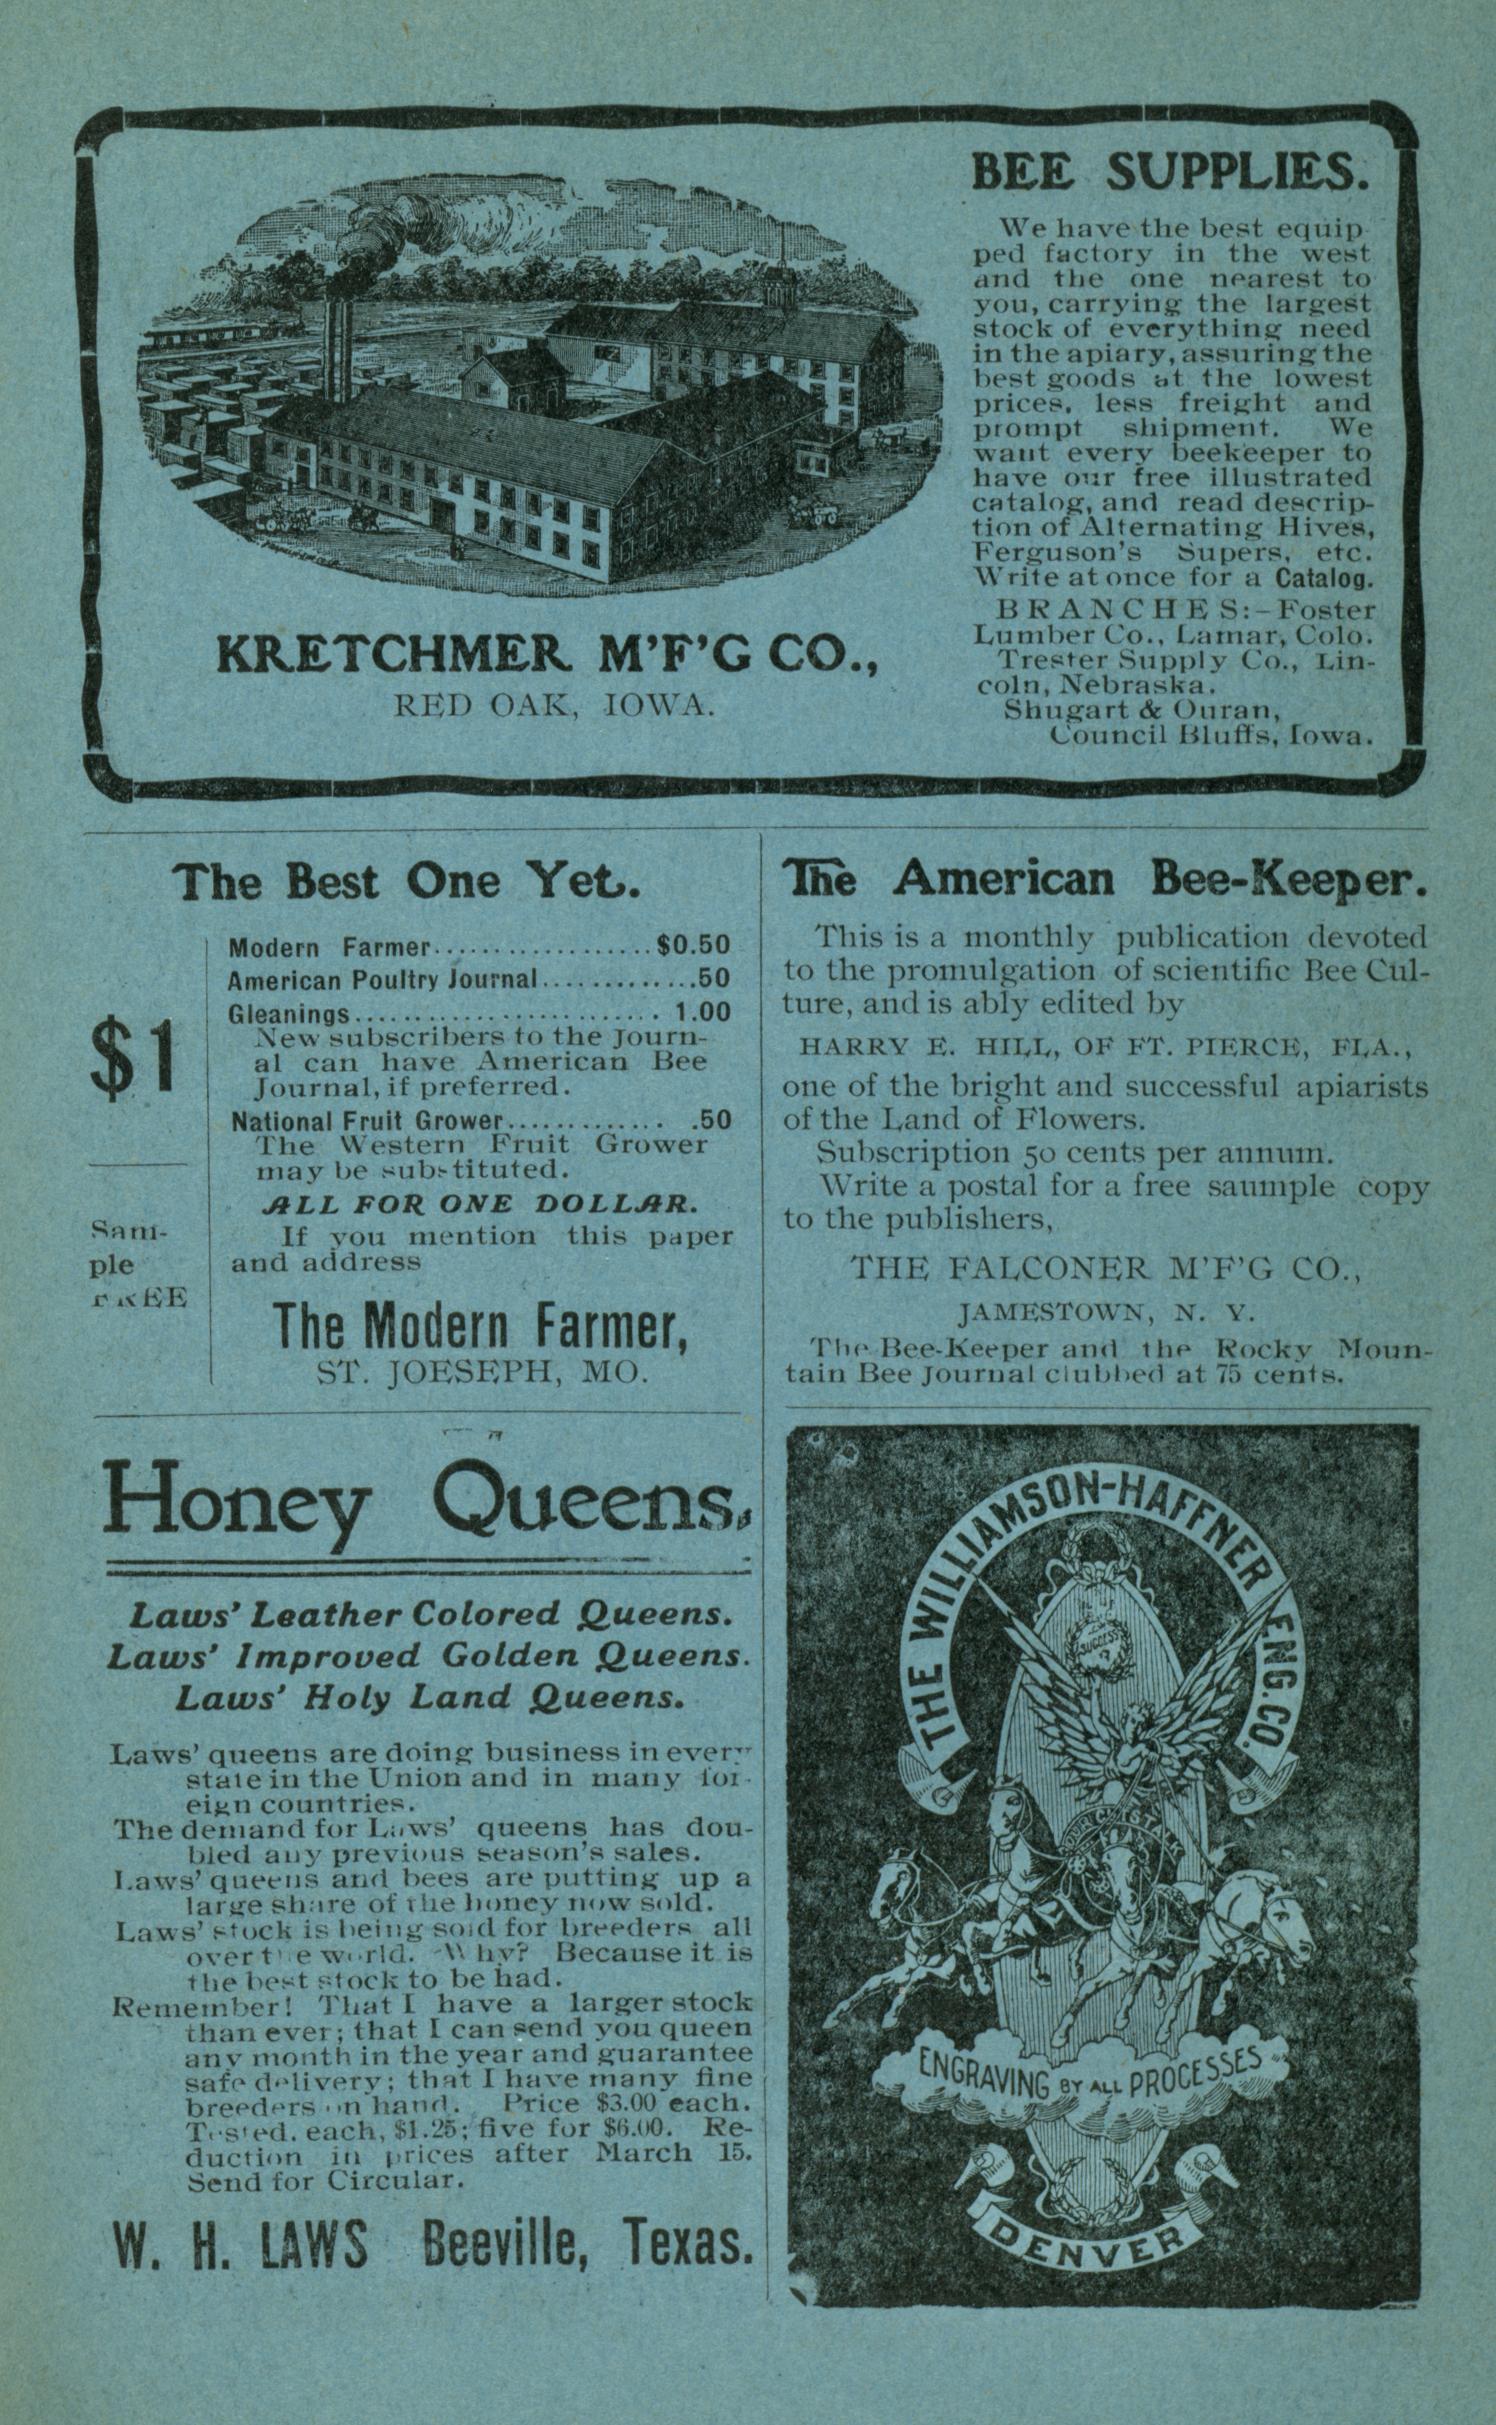 BEE SUPPLIES.
We have the best equip
ped factory in the west
and the one nearest to
you, carrying the largest
stock of everything need
in the apiary, assuring the
best goods at the lowest
prices, less freight and
prompt shipment. We
want every beekeeper to
have our free illustrated
catalog, and read descrip-
tion of Alternating Hives,
Ferguson's Supers, etc.
Write at once for a Catalog.
BRANCHES:-Foster
Lumber Co., Lamar, Colo.
Trester Supply Co., Lin-
coln, Nebraska.
Shugart & Ouran,
Council Bluffs, Iowa.
KRETCHMER M'F'G CO.,
RED OAK, IOWA.
The Best One Yet.
$1
Sam-
ple
FREE
Modern Farmer..................$0.50
American Poultry Journal.............50
Gleanings......................... 1.00
New subscribers to the Journ-
al can have American Bee
Journal, if preferred.
National Fruit Grower............. .50
The Western Fruit Grower
may be substituted.
ALL FOR ONE DOLLAR.
If you mention this paper
and address
The Modern Farmer,
ST. JOESEPH, MO.
The American Bee-Keeper.
This is a monthly publication devoted
to the promulgation of scientific Bee Cul-
ture, and is ably edited by
HARRY E. HILL, OF FT. PIERCE, FLA.,
one of the bright and successful apiarists
of the Land of Flowers.
Subscription 50 cents per annum.
Write a postal for a free saumple copy
to the publishers,
THE FALCONER M'F'G CO.,
JAMESTOWN, N. Y.
The Bee-Keeper and the Rocky Moun-
tain Bee Journal clubbed at 75 cents.
Honey Queens.
Laws' Leather Colored Queens.
Laws' Improved Golden Queens.
Laws' Holy Land Queens.
Laws' queens are doing business in every
state in the Union and in many for-
eign countries.
The demand for Laws' queens has dou-
bled any previous season's sales.
Laws' queens and bees are putting up a
large share of the honey now sold.
Laws' stock is being sold for breeders all
over the world. Why? Because it is
the best stock to be had.
Remember! That I have a larger stock
than ever; that I can send you queen
any month in the year and guarantee
safe delivery; that I have many fine
breeders on hand. Price $3.00 each.
Tested, each, $1.25; five for $6.00. Re-
duction in prices after March 15.
Send for Circular.
W. H. LAWS Beeville, Texas.
THE WILLIAMSON-HAFFNER ENG. CO.
SUCCESS
OUR CUTS TALK
ENGRAVING BY ALL PROCESSES
DENVER